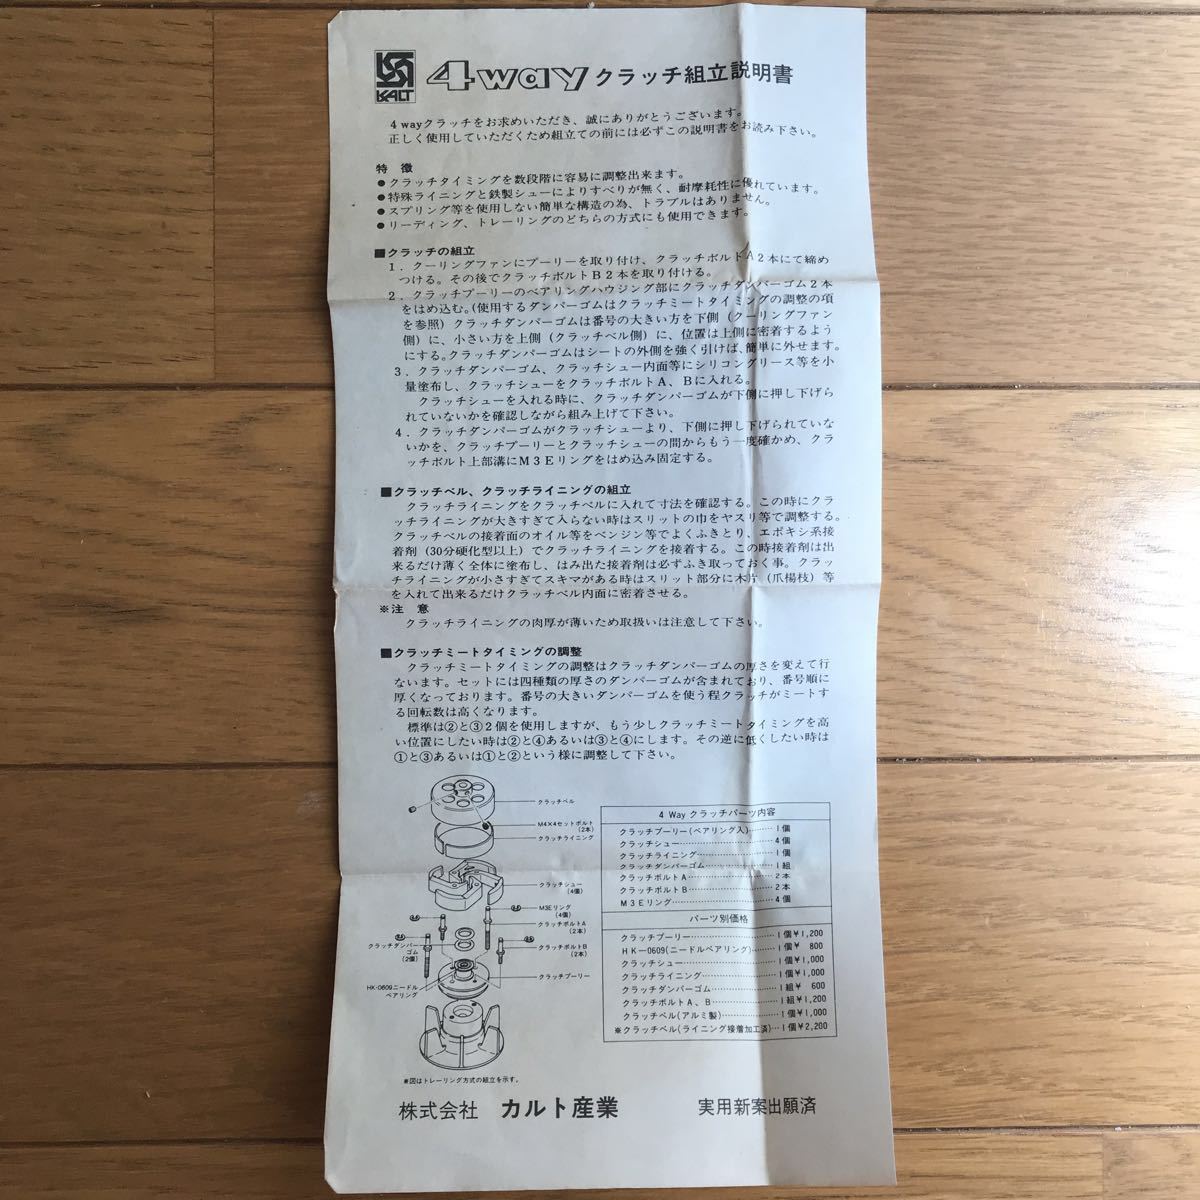 KALT 4way クラッチ組立説明書
4wayクラッチをお求めいただき、誠にありがとうございます。
正しく使用していただくため組立ての前には必ずこの説明書をお読み下さい。
特 徴
●クラッチタイミングを数段階に容易に調整出来ます。
●特殊ライニングと鉄製シューによりすべりが無く、耐摩耗性に優れています。
●スプリング等を使用しない簡単な構造の為、トラブルはありません。
●リーディング、トレーリングのどちらの方式にも使用できます。
■クラッチの組立
1．クーリングファンにプーリーを取り付け、クラッチボルトA2本にて締め
つける。その後でクラッチボルトB2本を取り付ける。
2．クラッチプーリーのベアリングハウジング部にクラッチダンパーゴム2本
をはめ込む。(使用するダンパーゴムはクラッチミートタイミングの調整の項
を参照) クラッチダンパーゴムは番号の大きい方を下側（クーリングファン
側）に、小さい方を上側（クラッチベル側）に、位置は上側に密着するよう
にする。クラッチダンパーゴムはシートの外側を強く引けば、簡単に外せます。
3．クラッチダンパーゴム、クラッチシュー内面等にシリコングリース等を小
量塗布し、クラッチシューをクラッチボルトA、Bに入れる。
クラッチシューを入れる時に、クラッチダンパーゴムが下側に押し下げら
れていないかを確認しながら組み上げて下さい。
4．クラッチダンパーゴムがクラッチシューより、下側に押し下げられていな
いかを、クラッチプーリーとクラッチシューの間からもう一度確かめ、クラ
ッチボルト上部溝にM3Eリングをはめ込み固定する。
■クラッチベル、クラッチライニングの組立
クラッチライニングをクラッチベルに入れて寸法を確認する。この時にクラ
ッチライニングが大きすぎて入らない時はスリットの巾をヤスリ等で調整する。
クラッチベルの接着面のオイル等をベンジン等でよくふきとり、エポキシ系接
着剤（30分硬化型以上）でクラッチライニングを接着する。この時接着剤は出
来るだけ薄く全体に塗布し、はみ出た接着剤は必ずふき取っておく事。クラッ
チライニングが小さすぎてスキマがある時はスリット部分に木片（爪楊枝）等
を入れて出来るだけクラッチベル内面に密着させる。
※注 意
クラッチライニングの肉厚が薄いため取扱いは注意して下さい。
■クラッチミートタイミングの調整
クラッチミートタイミングの調整はクラッチダンパーゴムの厚さを変えて行
ないます。セットには四種類の厚さのダンパーゴムが含まれており、番号順に
厚くなっております。番号の大きいダンパーゴムを使う程クラッチがミートす
る回転数は高くなります。
標準は②と③2個を使用しますが、もう少しクラッチミートタイミングを高
い位置にしたい時は②と④あるいは③と④にします。その逆に低くしたい時は
①と③あるいは①と②という様に調整して下さい。
クラッチベル
M4×4セットボルト
(2本)
クラッチライニング
クラッチシュー
(4個)
M3Eリング
(4個)
クラッチボルトA
(2本)
クラッチダンパー
ゴム
(2個)
クラッチボルトB
(2本)
クラッチプーリー
HK-0609ニードル
ベアリング
※図はトレーリング方式の組立を示す。
4 Way クラッチパーツ内容
クラッチプーリー(ベアリング入)………1個
クラッチシュー………4個
クラッチライニング………1個
クラッチダンパーゴム………1組
クラッチボルトA………2本
クラッチボルトB………2本
M3Eリング………4個
パーツ別価格
クラッチプーリー………1個¥1,200
HK-0609(ニードルベアリング)………1個¥ 800
クラッチシュー………1個¥1,000
クラッチライニング………1個¥1,000
クラッチダンパーゴム………1組¥ 600
クラッチボルトA、B………1組¥1,200
クラッチベル(アルミ製)………1個¥1,000
※クラッチベル(ライニング接着加工済)…1個¥2,200
株式会社 カルト産業 実用新案出願済